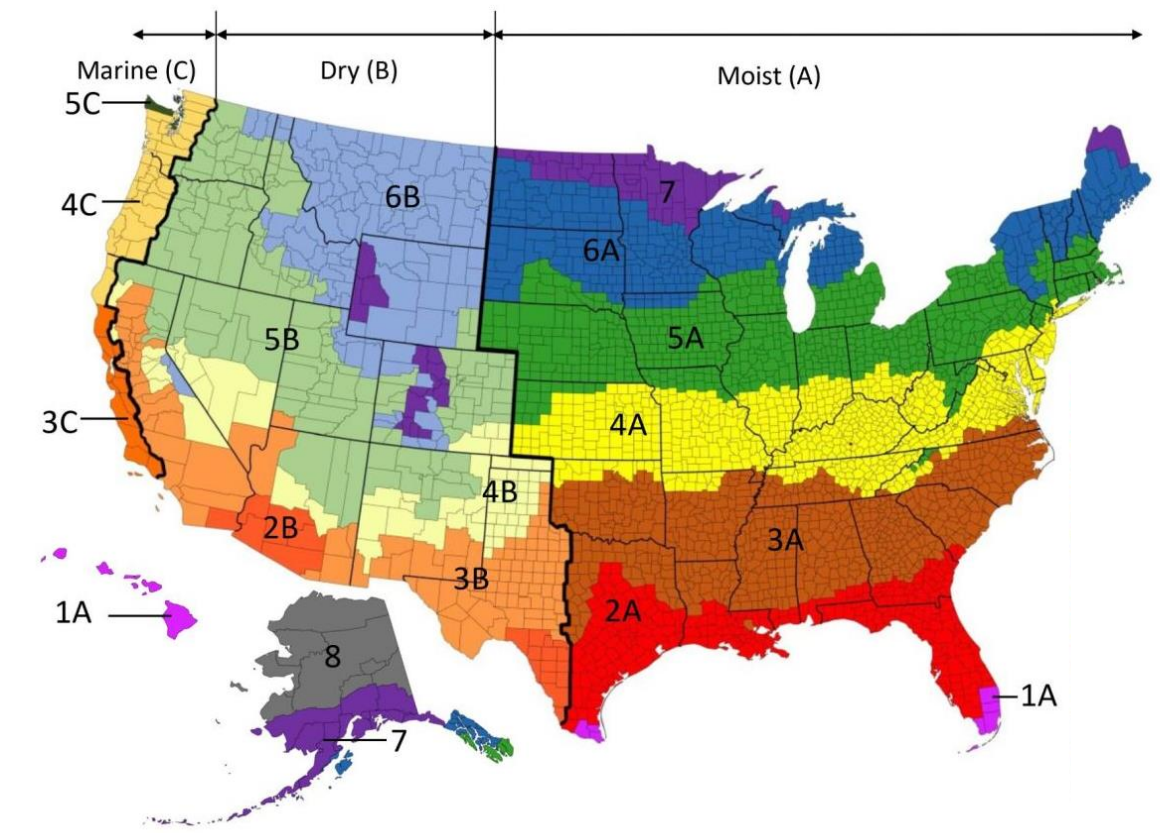 Marine (C)
Dry (B)
Moist (A)
5C
4C
6B
7
6A
5B
5A
3C
4A
4B
2B
3A
3B
1A
2A
8
1A
7